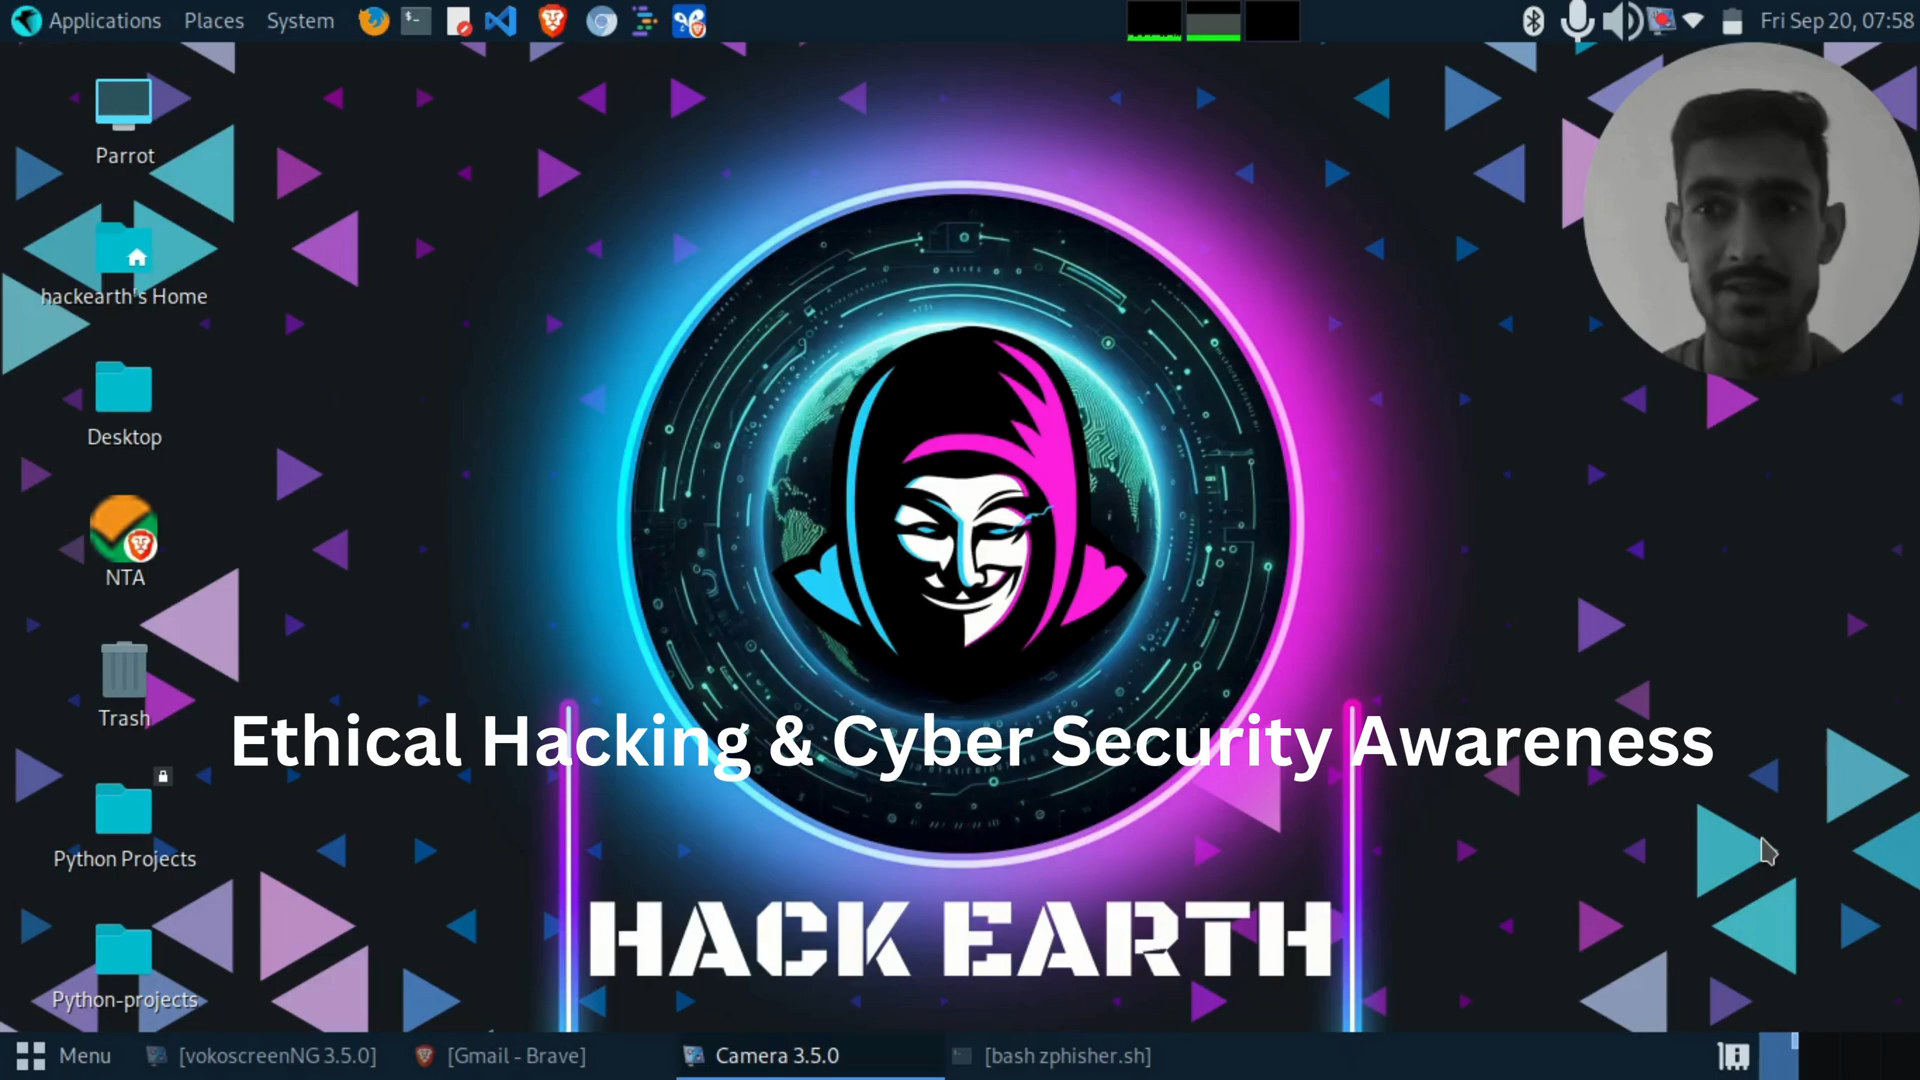 Applications Places System
Fri Sep 20, 07:58
Parrot
hackearth's Home
Desktop
NTA
Trash
Ethical Hacking & Cyber Security Awareness
Python Projects
HACK EARTH
Python-projects
Menu [vokoscreenNG 3.5.0] [Gmail - Brave] Camera 3.5.0 [bash zphisher.sh]